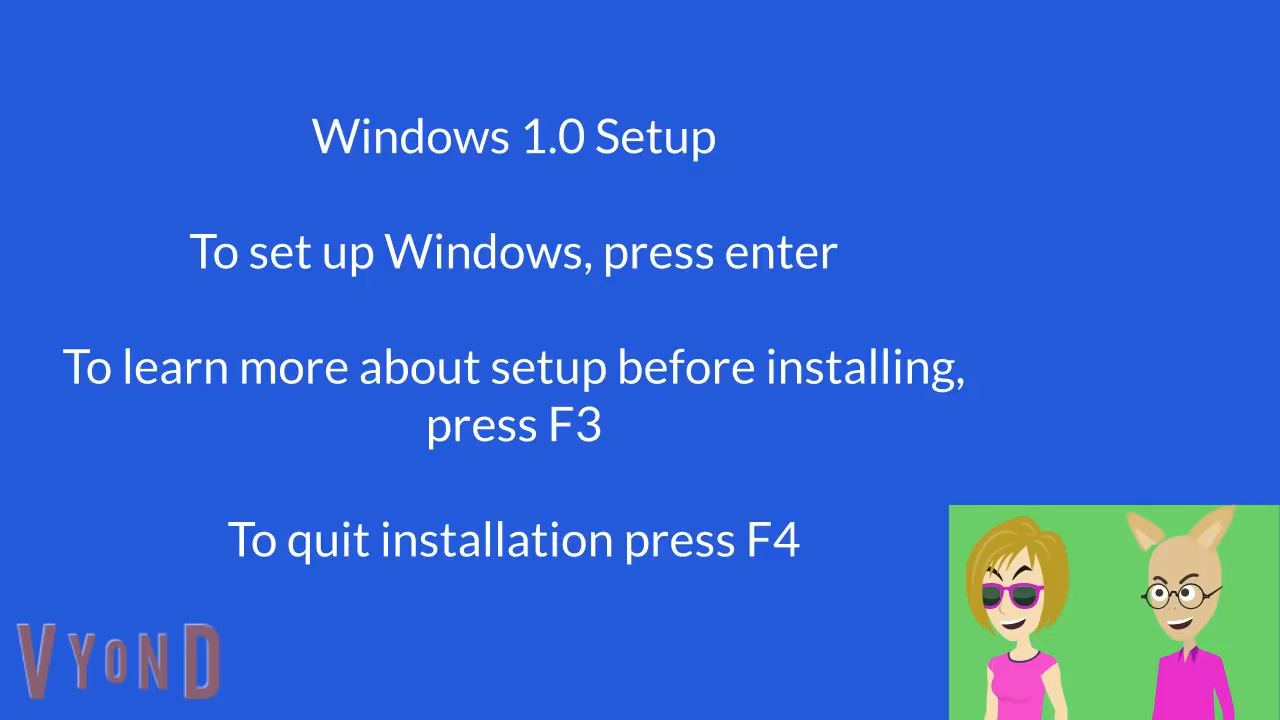 Windows 1.0 Setup
To set up Windows, press enter
To learn more about setup before installing,
press F3
To quit installation press F4
VYOND